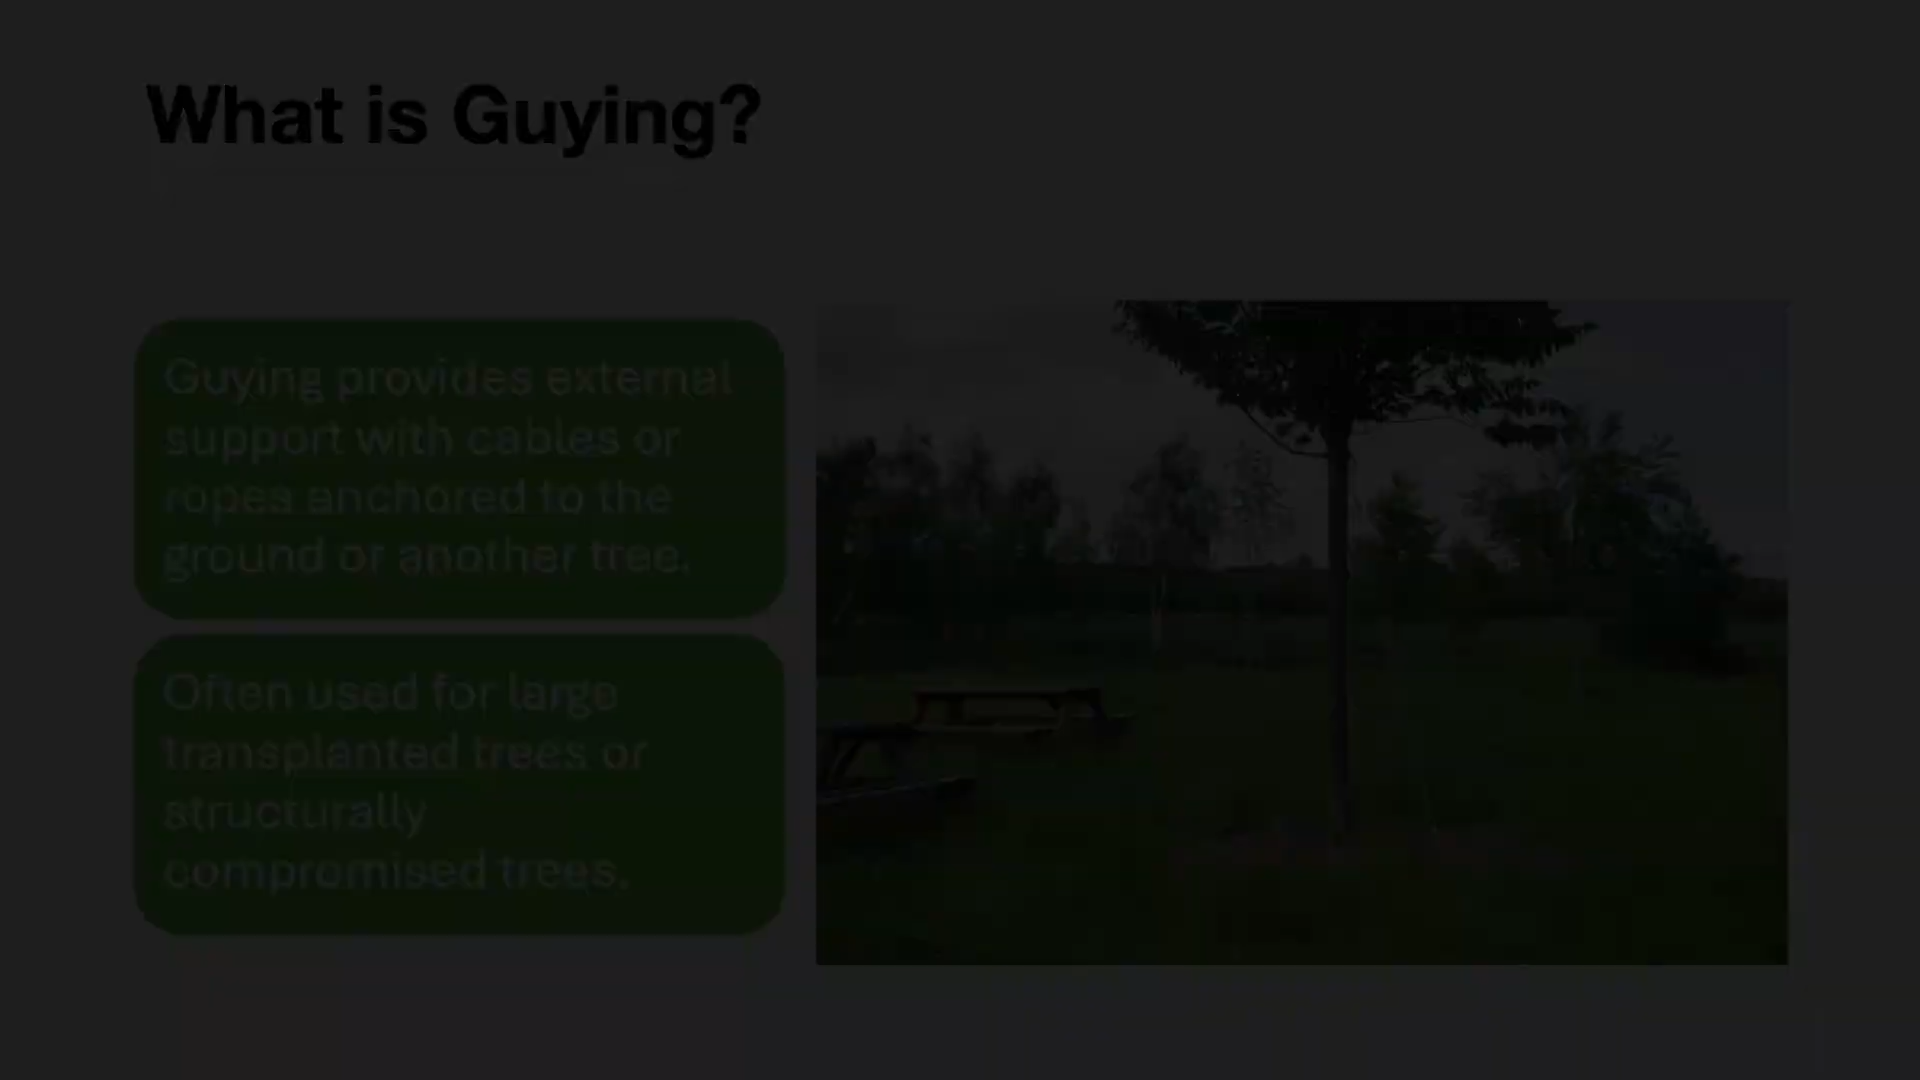 What is Guying?
Guying provides external
support with cables or
ropes anchored to the
ground or another tree.
Often used for large
transplanted trees or
structurally
compromised trees.